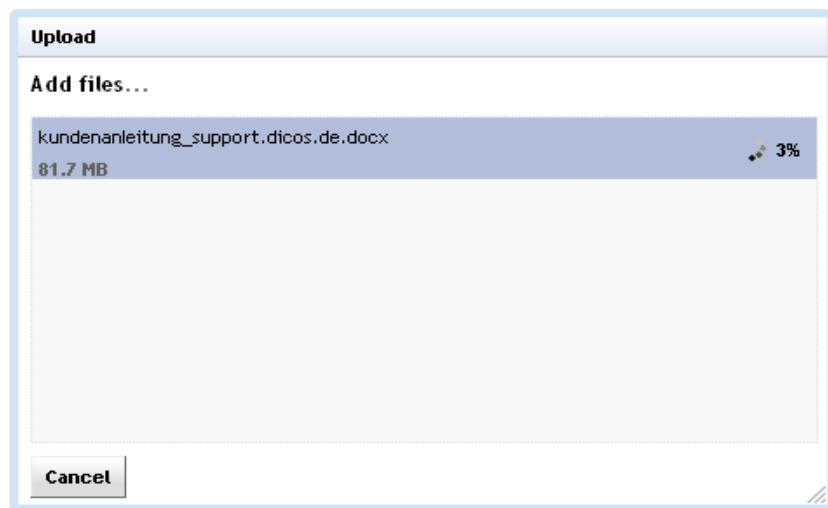 Upload
Add files...
kundenanleitung_support.dicos.de.docx
3%
81.7 MB
Cancel